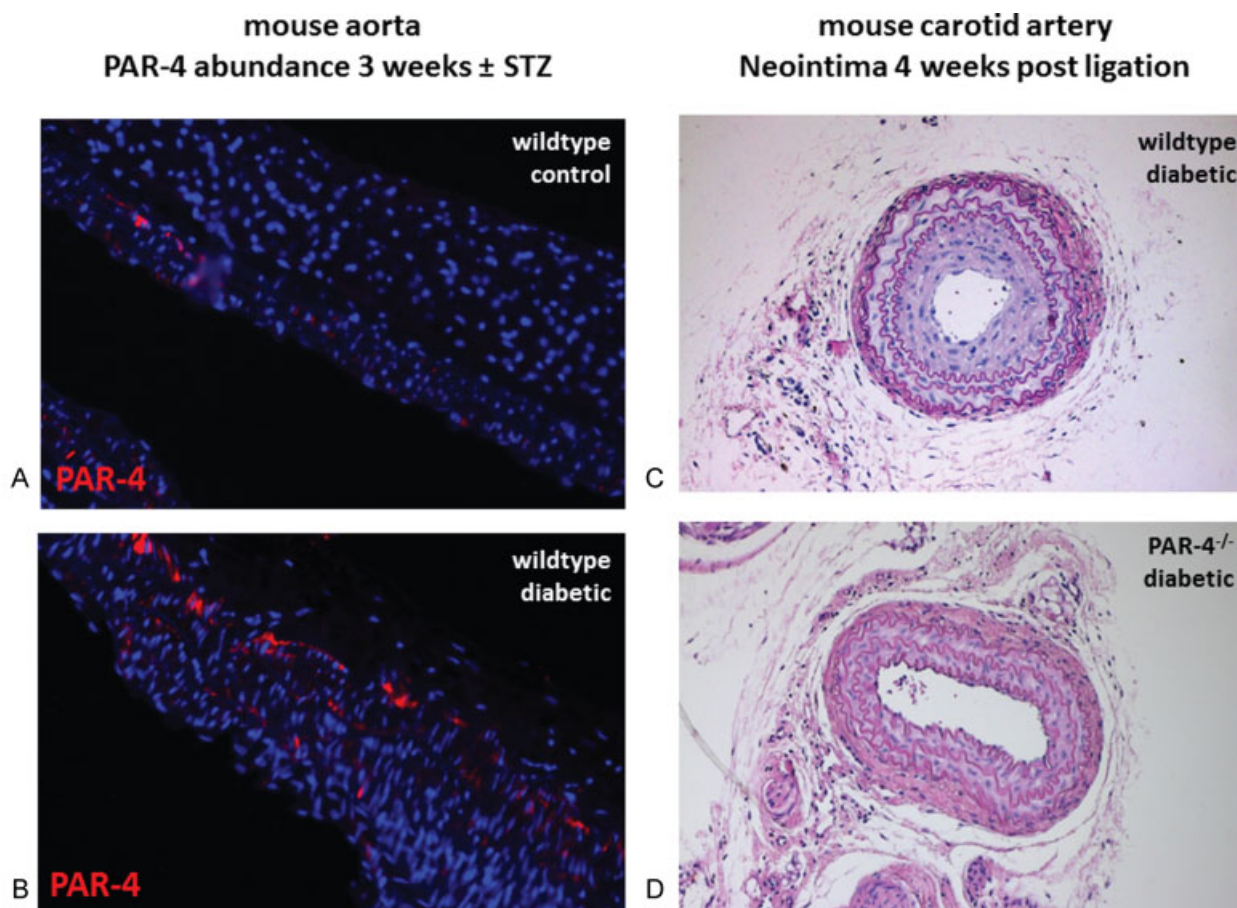 mouse aorta
PAR-4 abundance 3 weeks ± STZ
wildtype
control
A
PAR-4
wildtype
diabetic
B
PAR-4
mouse carotid artery
Neointima 4 weeks post ligation
wildtype
diabetic
C
PAR-4-/-
diabetic
D